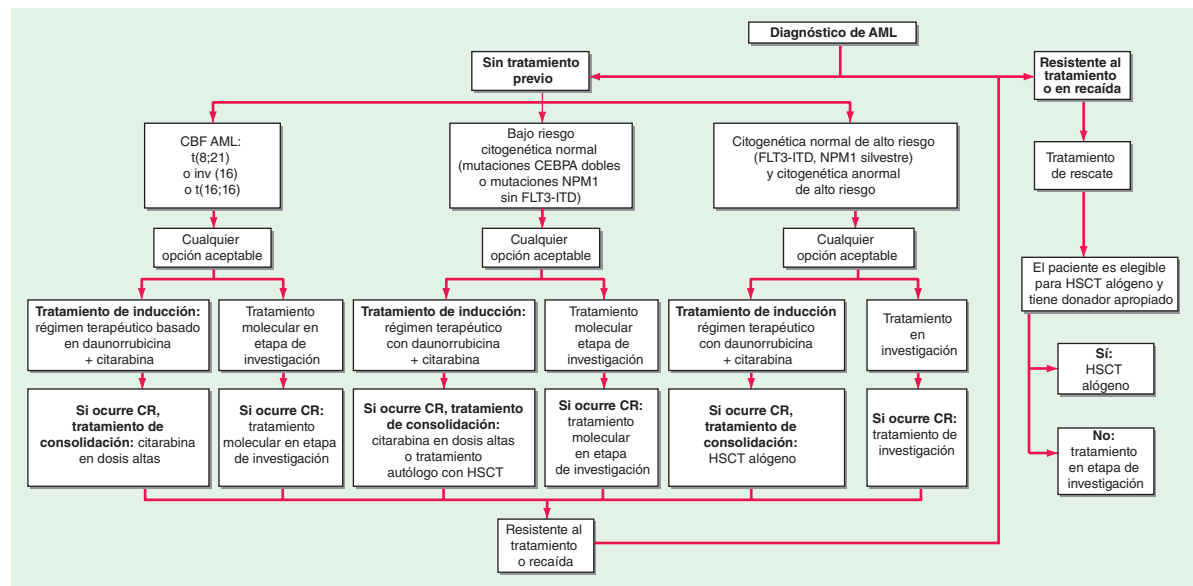 Diagnóstico de AML
Sin tratamiento
previo
Resistente al
tratamiento
o en recaída
CBF AML:
t(8;21)
o inv (16)
o t(16;16)
Bajo riesgo
citogenética normal
(mutaciones CEBPA dobles
o mutaciones NPM1
sin FLT3-ITD)
Citogenética normal de alto riesgo
(FLT3-ITD, NPM1 silvestre)
y citogenética anormal
de alto riesgo
Tratamiento
de rescate
Cualquier
opción aceptable
Cualquier
opción aceptable
Cualquier
opción aceptable
El paciente es elegible
para HSCT alógeno y
tiene donador apropiado
Tratamiento de inducción:
régimen terapéutico basado
en daunorrubicina
+ citarabina
Tratamiento
molecular en
etapa de
investigación
Tratamiento de inducción:
régimen terapéutico
con daunorrubicina
+ citarabina
Tratamiento
molecular
etapa de
investigación
Tratamiento de inducción
régimen terapéutico
con daunorrubicina
+ citarabina
Tratamiento
en
investigación
Sí:
HSCT
alógeno
Si ocurre CR,
tratamiento de
consolidación: citarabina
en dosis altas
Si ocurre CR:
tratamiento
molecular en etapa
de investigación
Si ocurre CR, tratamiento
de consolidación:
citarabina en dosis altas
o tratamiento
autólogo con HSCT
Si ocurre CR:
tratamiento
molecular
en etapa
de investigación
Si ocurre CR,
tratamiento de
consolidación:
HSCT alógeno
Si ocurre CR:
tratamiento de
investigación
No:
tratamiento
en etapa de
investigación
Resistente al
tratamiento
o recaída